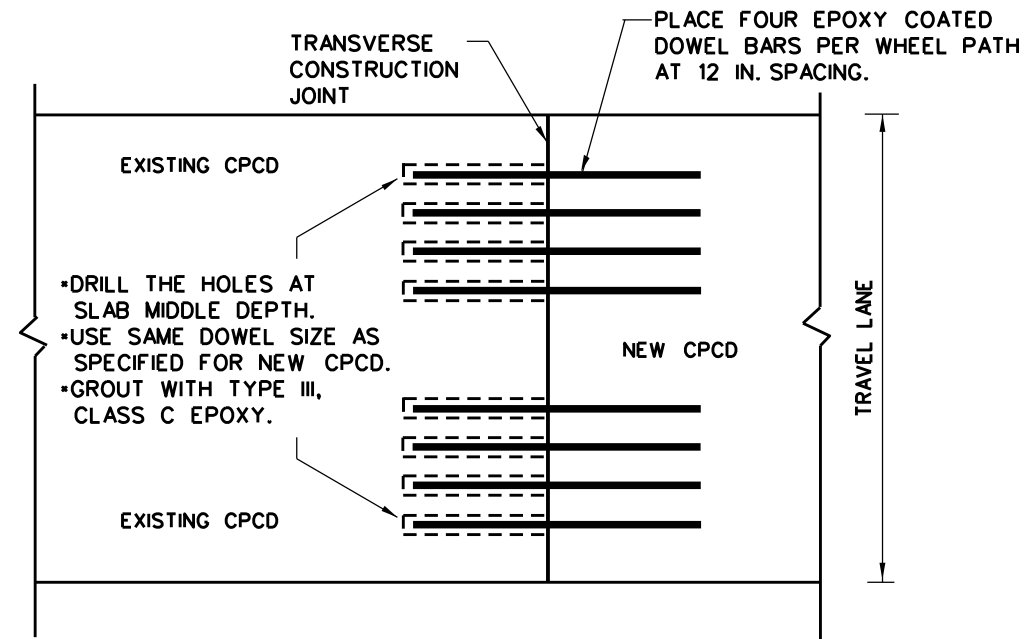 PLACE FOUR EPOXY COATED
DOWEL BARS PER WHEEL PATH
AT 12 IN. SPACING.
TRANSVERSE
CONSTRUCTION
JOINT
EXISTING CPCD
*DRILL THE HOLES AT
SLAB MIDDLE DEPTH.
*USE SAME DOWEL SIZE AS
SPECIFIED FOR NEW CPCD.
*GROUT WITH TYPE III,
CLASS C EPOXY.
NEW CPCD
TRAVEL LANE
EXISTING CPCD